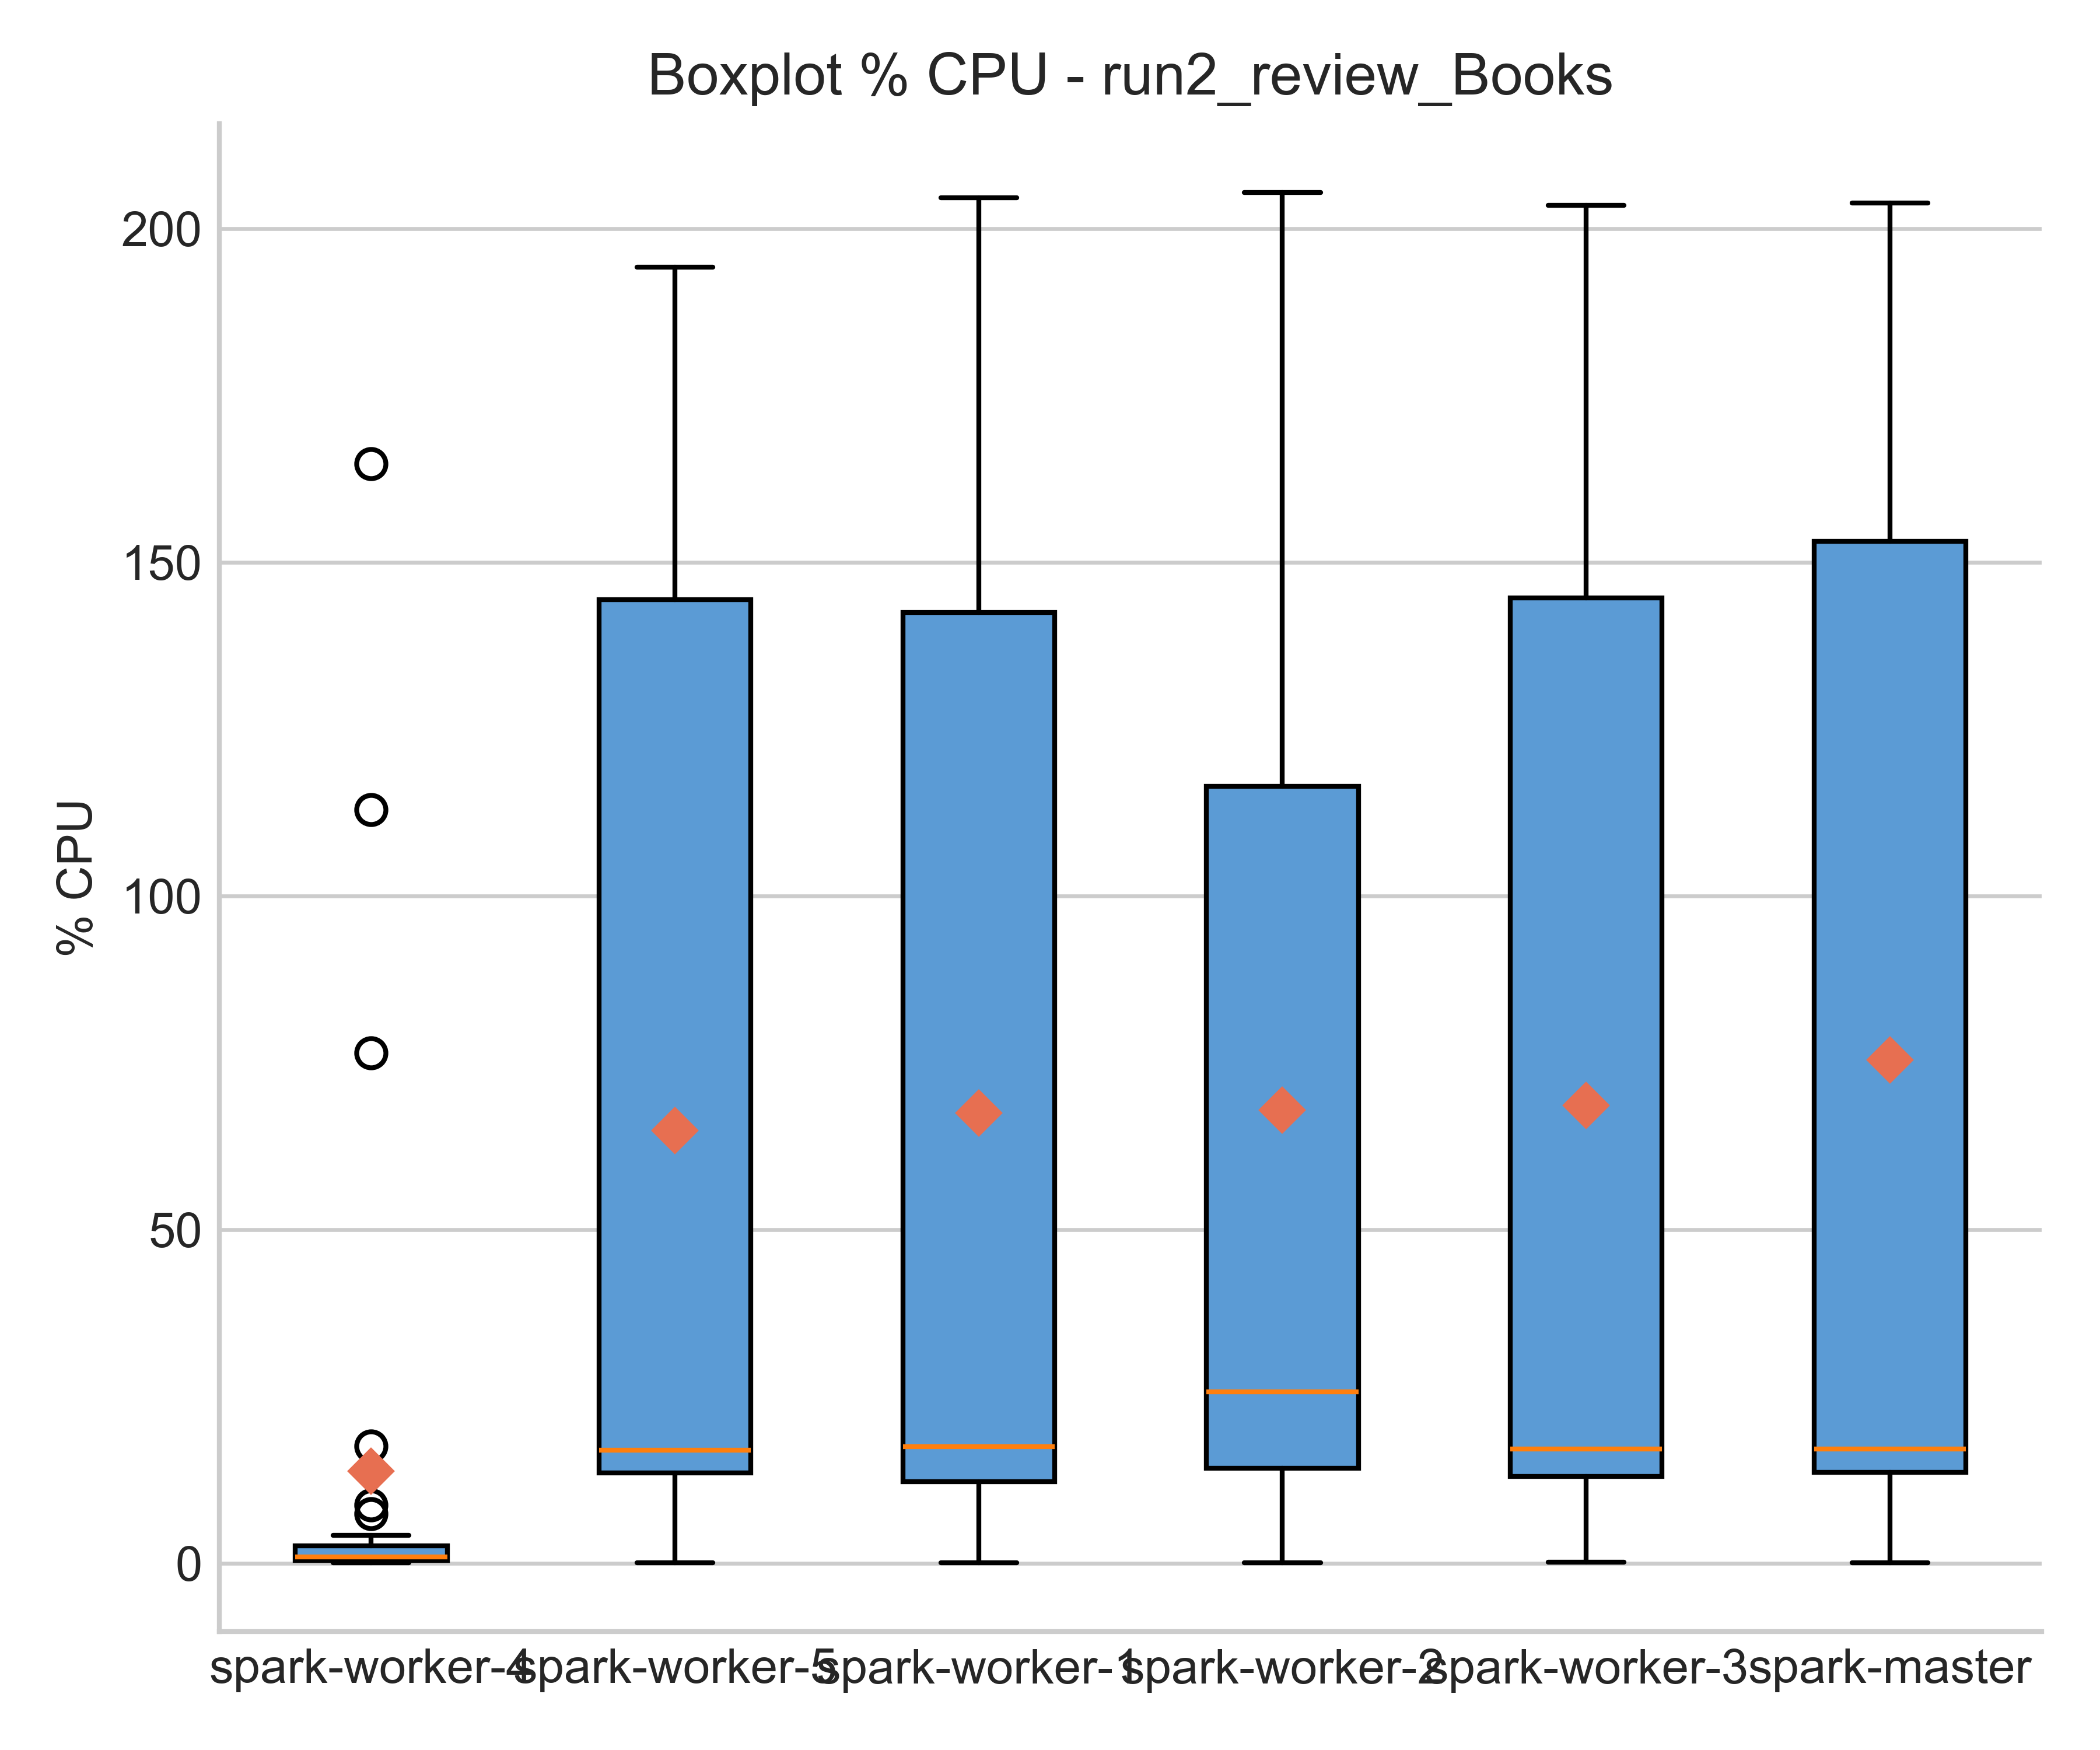 Boxplot % CPU - run2_review_Books
200
150
100
50
0
% CPU
spark-worker-4 spark-worker-5 spark-worker-1 spark-worker-2 spark-worker-3 spark-master